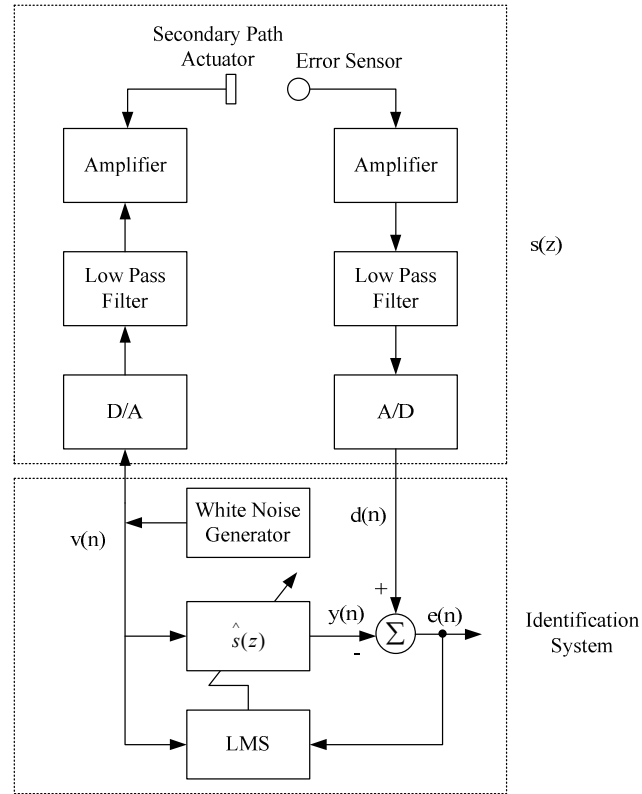 Secondary Path
Actuator
Error Sensor
Amplifier
Amplifier
s(z)
Low Pass
Filter
Low Pass
Filter
D/A
A/D
White Noise
Generator
v(n)
d(n)
+
ŝ(z)
y(n)
-
Σ
e(n)
Identification
System
LMS